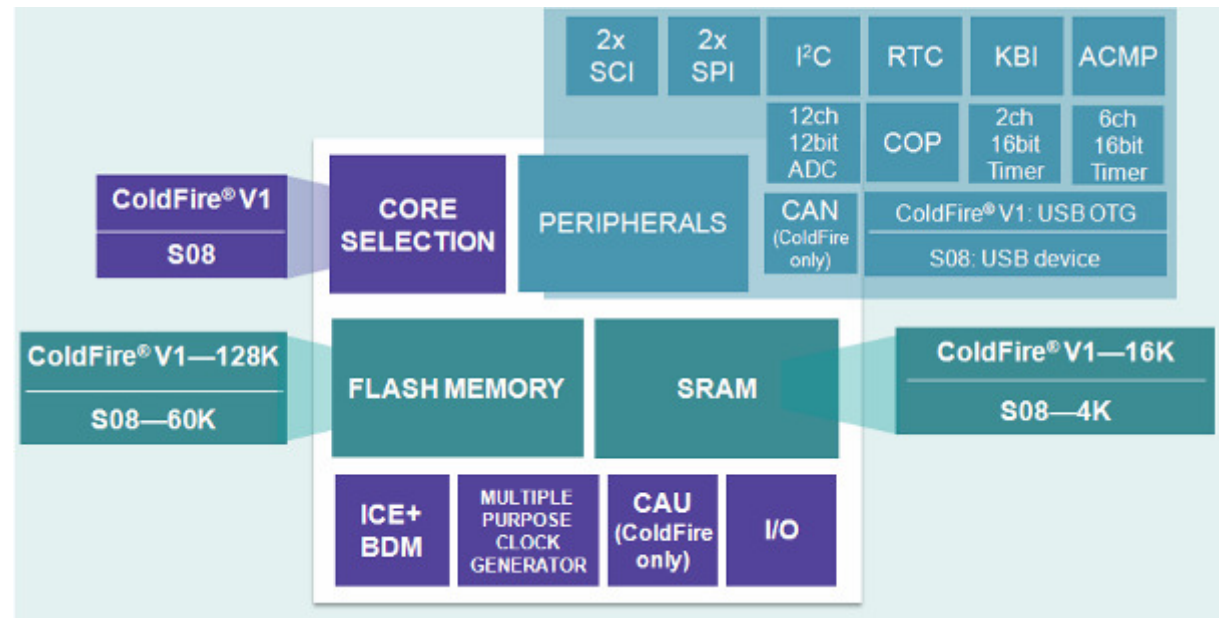 2x
SCI
2x
SPI
I²C
RTC
KBI
ACMP
12ch
12bit
ADC
COP
2ch
16bit
Timer
6ch
16bit
Timer
ColdFire® V1
S08
CORE
SELECTION
PERIPHERALS
CAN
(ColdFire
only)
ColdFire® V1: USB OTG
S08: USB device
ColdFire® V1—128K
S08—60K
FLASH MEMORY
SRAM
ColdFire® V1—16K
S08—4K
ICE+
BDM
MULTIPLE
PURPOSE
CLOCK
GENERATOR
CAU
(ColdFire
only)
I/O